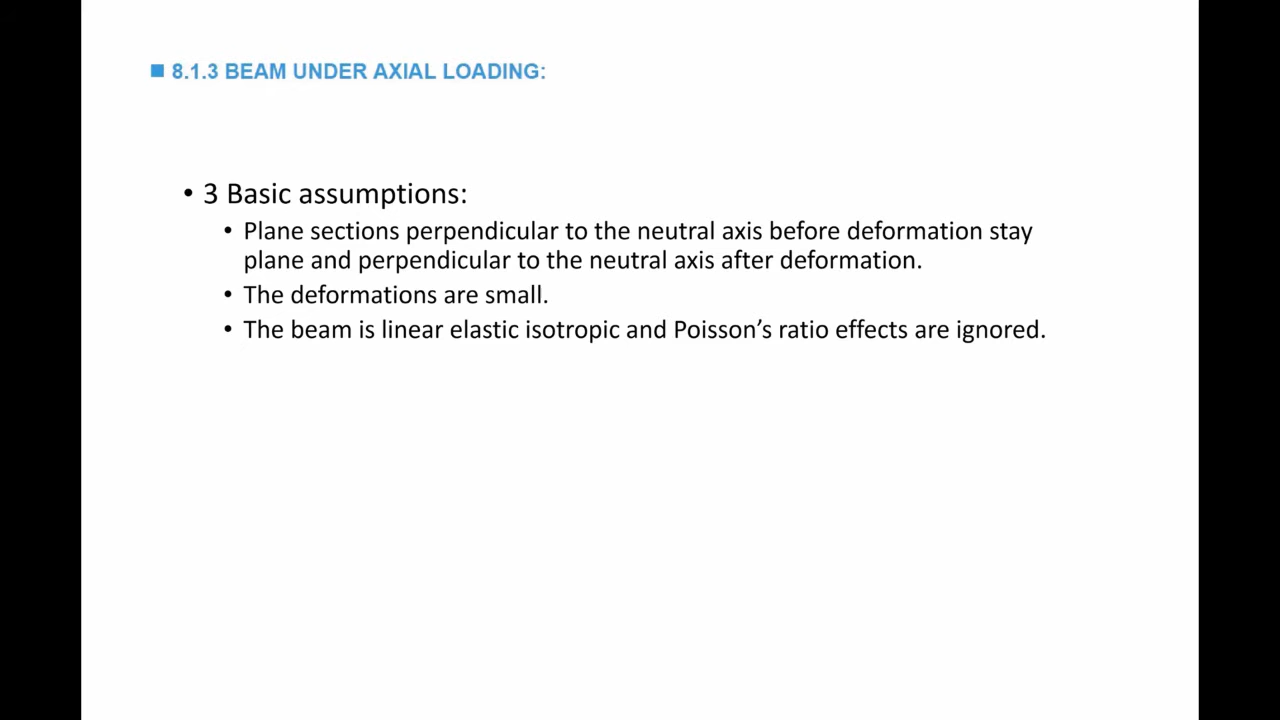 ■ 8.1.3 BEAM UNDER AXIAL LOADING:
• 3 Basic assumptions:
• Plane sections perpendicular to the neutral axis before deformation stay
plane and perpendicular to the neutral axis after deformation.
• The deformations are small.
• The beam is linear elastic isotropic and Poisson’s ratio effects are ignored.